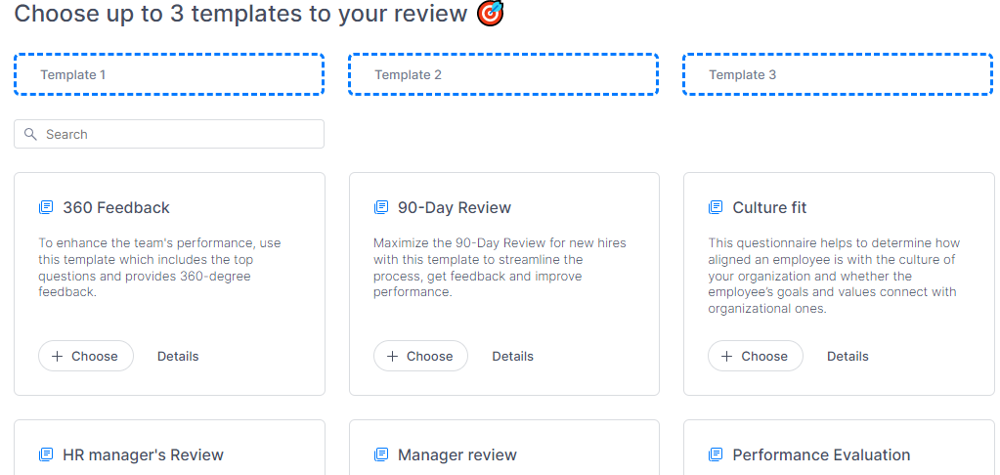 Choose up to 3 templates to your review
Template 1
Template 2
Template 3
Search
360 Feedback
To enhance the team's performance, use
this template which includes the top
questions and provides 360-degree
feedback.
+ Choose
Details
90-Day Review
Maximize the 90-Day Review for new hires
with this template to streamline the
process, get feedback and improve
performance.
+ Choose
Details
Culture fit
This questionnaire helps to determine how
aligned an employee is with the culture of
your organization and whether the
employee's goals and values connect with
organizational ones.
+ Choose
Details
HR manager's Review
Manager review
Performance Evaluation